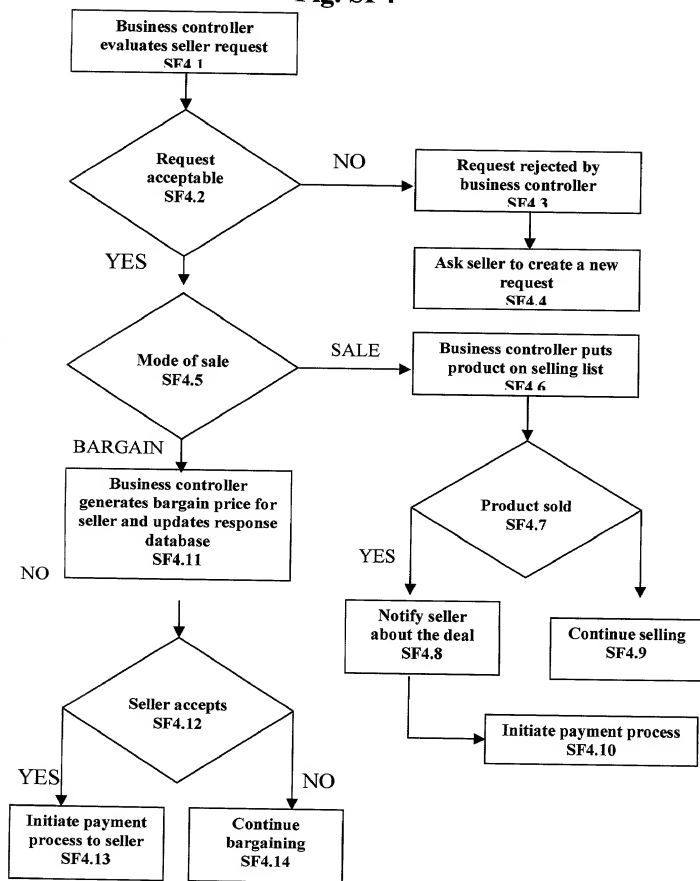 Fig. SF4
Business controller
evaluates seller request
SF4.1
Request
acceptable
SF4.2
NO
Request rejected by
business controller
SF4.3
YES
Ask seller to create a new
request
SF4.4
Mode of sale
SF4.5
SALE
Business controller puts
product on selling list
SF4.6
BARGAIN
Business controller
generates bargain price for
seller and updates response
database
SF4.11
Product sold
SF4.7
YES
NO
Notify seller
about the deal
SF4.8
Continue selling
SF4.9
Seller accepts
SF4.12
Initiate payment process
SF4.10
YES
NO
Initiate payment
process to seller
SF4.13
Continue
bargaining
SF4.14